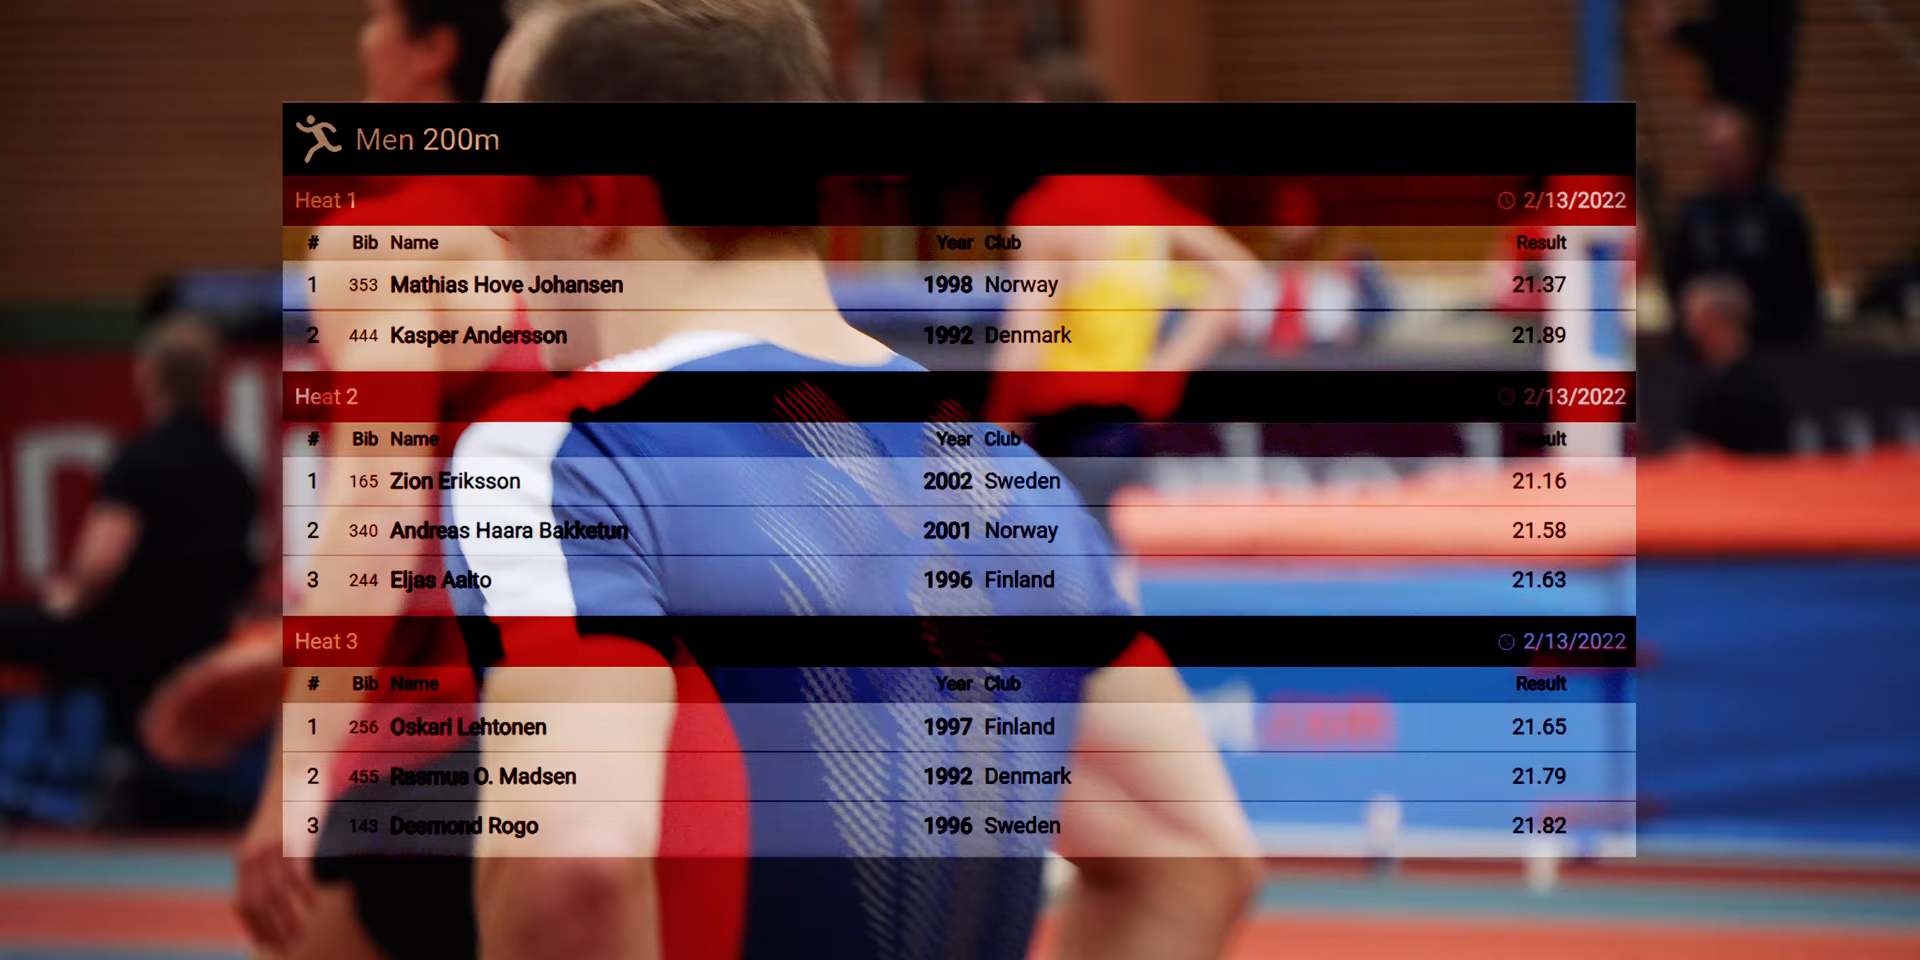 Men 200m
Heat 1 2/13/2022
# Bib Name Year Club Result
1 353 Mathias Hove Johansen 1998 Norway 21.37
2 444 Kasper Andersson 1992 Denmark 21.89
Heat 2 2/13/2022
# Bib Name Year Club Result
1 165 Zion Eriksson 2002 Sweden 21.16
2 340 Andreas Haara Bakketun 2001 Norway 21.58
3 244 Eljas Aalto 1996 Finland 21.63
Heat 3 2/13/2022
# Bib Name Year Club Result
1 256 Oskari Lehtonen 1997 Finland 21.65
2 455 Rasmus O. Madsen 1992 Denmark 21.79
3 143 Desmond Rogo 1996 Sweden 21.82